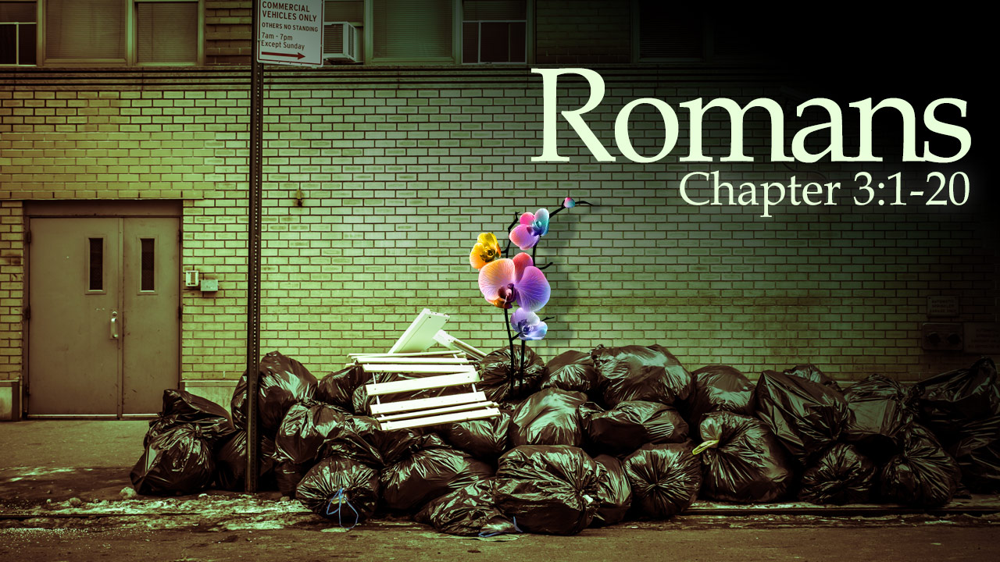 COMMERCIAL
VEHICLES ONLY
OTHERS NO STANDING
7am - 7pm
Except Sunday
Romans
Chapter 3:1-20